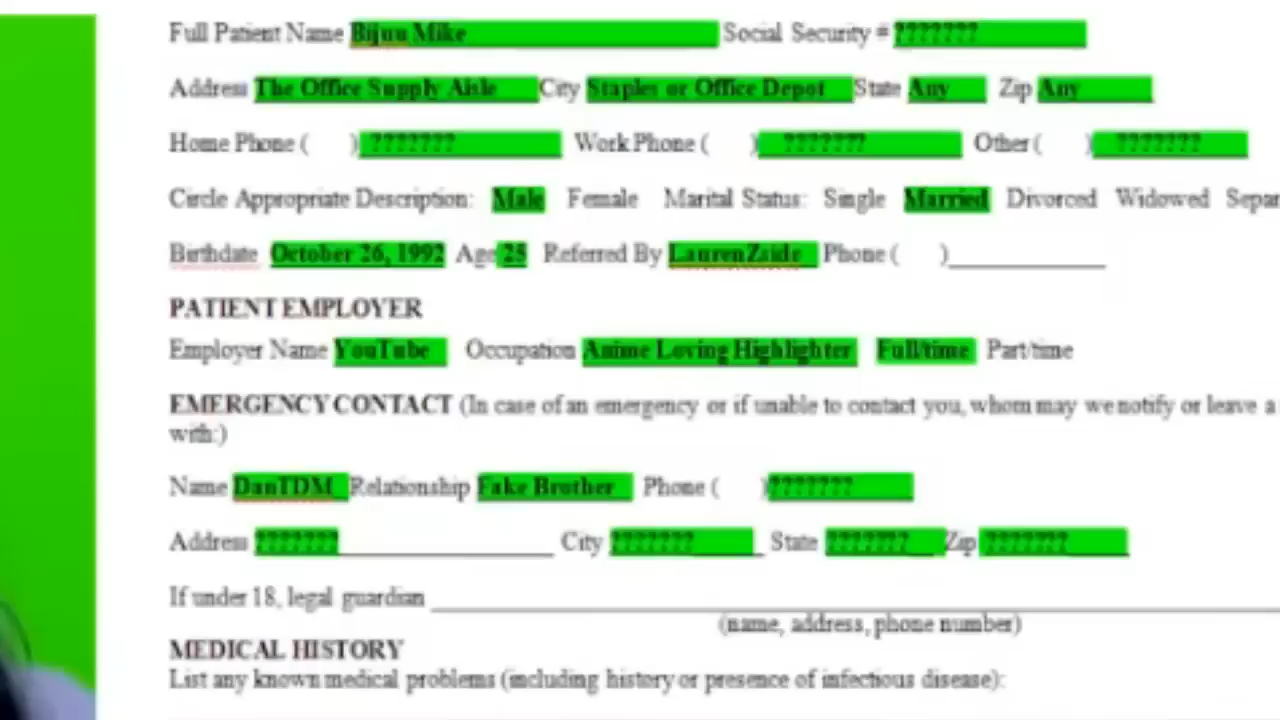 Full Patient Name Bijuu Mike Social Security # ???????
Address The Office Supply Aisle City Staples or Office Depot State Any Zip Any
Home Phone ( ) ??????? Work Phone ( ) ??????? Other ( ) ???????
Circle Appropriate Description: Male Female Marital Status: Single Married Divorced Widowed Separ
Birthdate October 26, 1992 Age 25 Referred By LaurenZside Phone ( )
PATIENT EMPLOYER
Employer Name YouTube Occupation Anime Loving Highlighter Full/time Part/time
EMERGENCY CONTACT (In case of an emergency or if unable to contact you, whom may we notify or leave a
with:)
Name DanTDM Relationship Fake Brother Phone ( ) ???????
Address ??????? City ??????? State ??????? Zip ???????
If under 18, legal guardian
(name, address, phone number)
MEDICAL HISTORY
List any known medical problems (including history or presence of infectious disease):